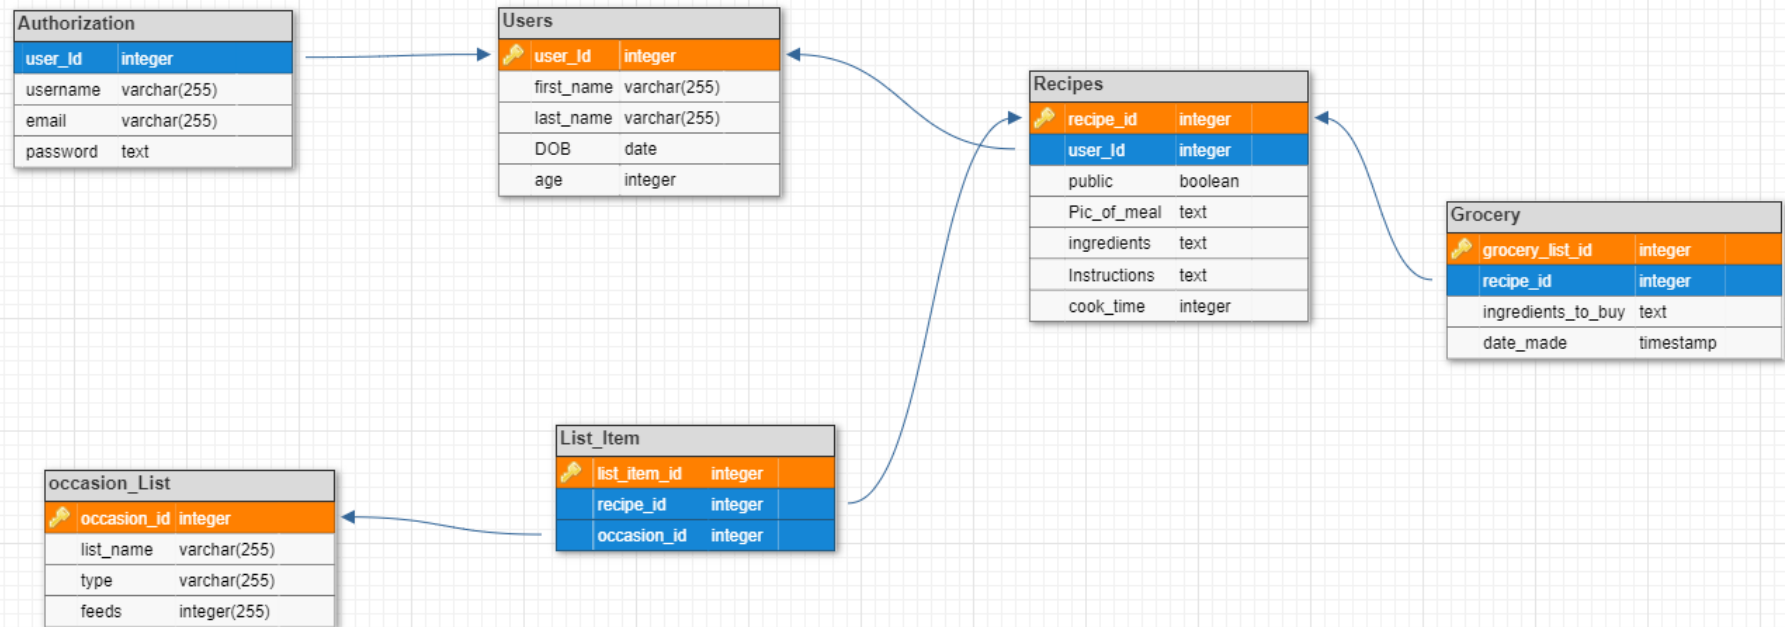 Authorization
user_Id integer
username varchar(255)
email varchar(255)
password text
Users
user_Id integer
first_name varchar(255)
last_name varchar(255)
DOB date
age integer
Recipes
recipe_id integer
user_Id integer
public boolean
Pic_of_meal text
ingredients text
Instructions text
cook_time integer
Grocery
grocery_list_id integer
recipe_id integer
ingredients_to_buy text
date_made timestamp
List_Item
list_item_id integer
recipe_id integer
occasion_id integer
occasion_List
occasion_id integer
list_name varchar(255)
type varchar(255)
feeds integer(255)